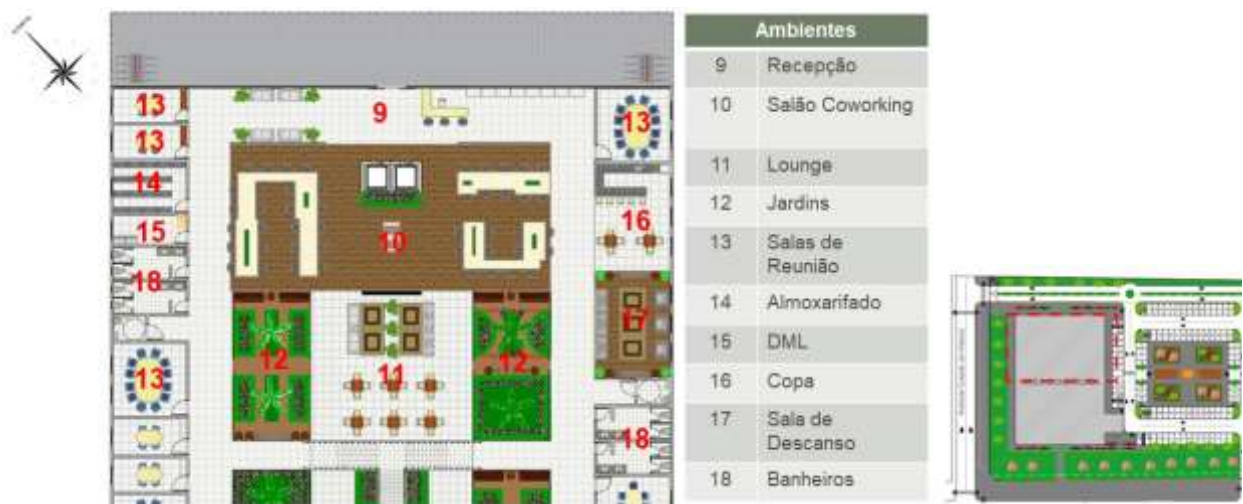 Ambientes
9 Recepção
10 Salão Coworking
11 Lounge
12 Jardins
13 Salas de
Reunião
14 Almoxarifado
15 DML
16 Copa
17 Sala de
Descanso
18 Banheiros
13
9
13
13
14
15
10
16
18
17
12
11
12
13
18